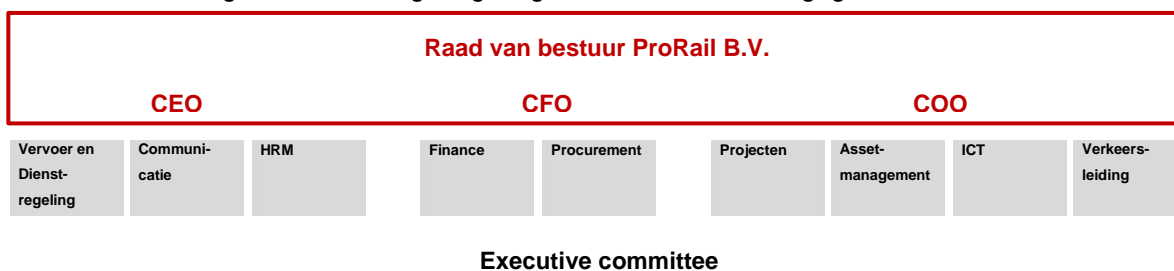 Raad van bestuur ProRail B.V.
CEO CFO COO
Vervoer en
Dienst-
regeling
Communi-
catie
HRM
Finance
Procurement
Projecten
Asset-
management
ICT
Verkeers-
leiding
Executive committee